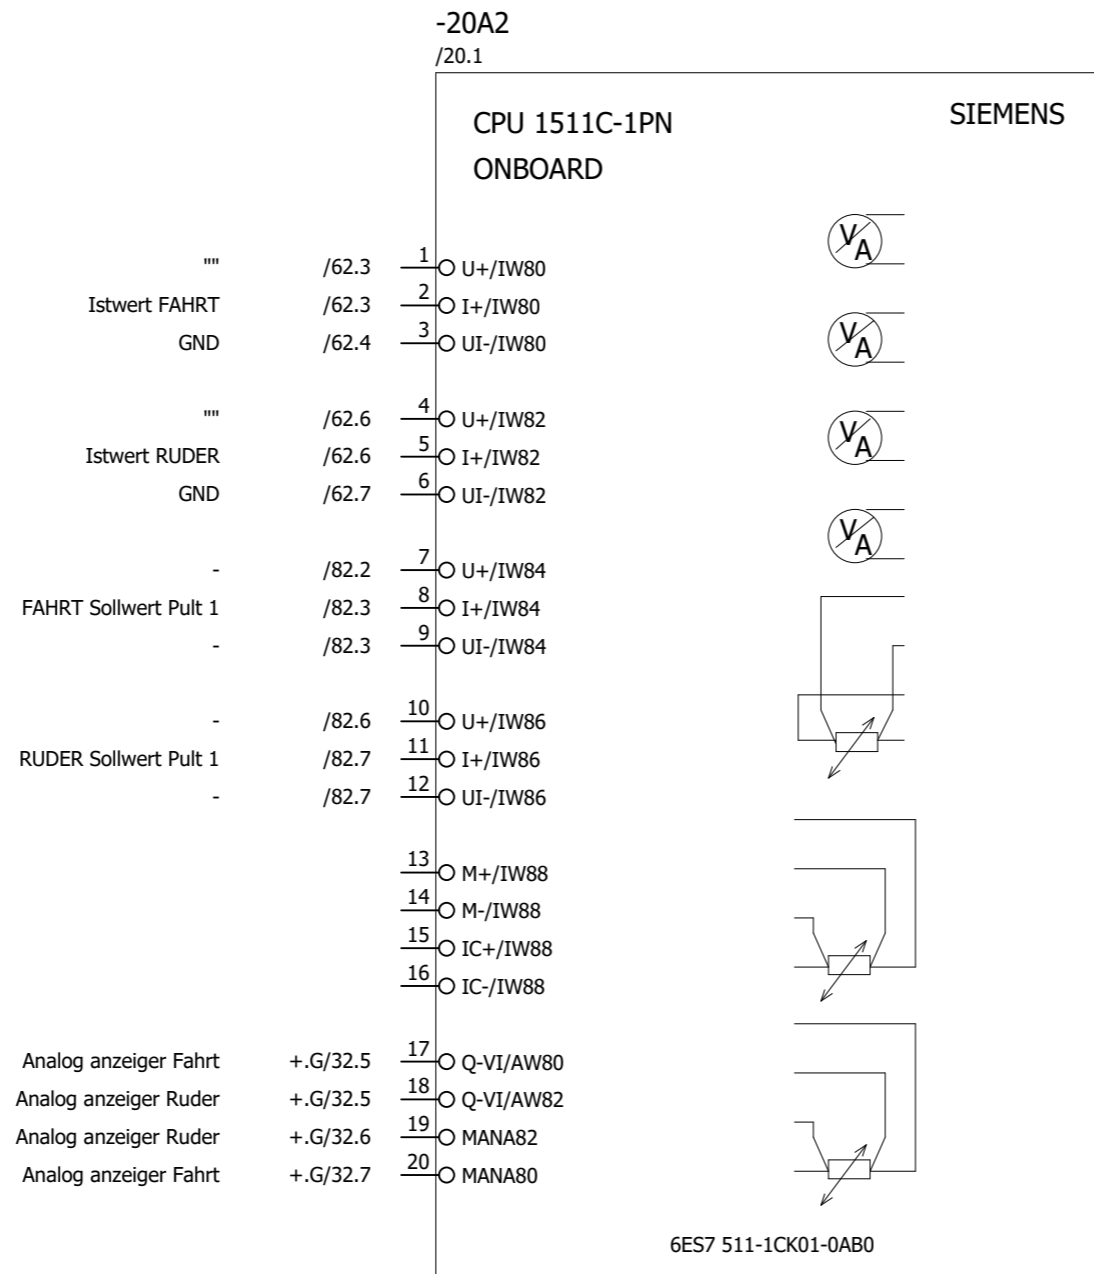 -20A2
/20.1
CPU 1511C-1PN SIEMENS
ONBOARD
"" /62.3 1 U+/IW80
Istwert FAHRT /62.3 2 I+/IW80
GND /62.4 3 UI-/IW80
"" /62.6 4 U+/IW82
Istwert RUDER /62.6 5 I+/IW82
GND /62.7 6 UI-/IW82
- /82.2 7 U+/IW84
FAHRT Sollwert Pult 1 /82.3 8 I+/IW84
- /82.3 9 UI-/IW84
- /82.6 10 U+/IW86
RUDER Sollwert Pult 1 /82.7 11 I+/IW86
- /82.7 12 UI-/IW86
13 M+/IW88
14 M-/IW88
15 IC+/IW88
16 IC-/IW88
Analog anzeiger Fahrt +.G/32.5 17 Q-VI/AW80
Analog anzeiger Ruder +.G/32.5 18 Q-VI/AW82
Analog anzeiger Ruder +.G/32.6 19 MANA82
Analog anzeiger Fahrt +.G/32.7 20 MANA80
V A
V A
V A
V A
6ES7 511-1CK01-0AB0